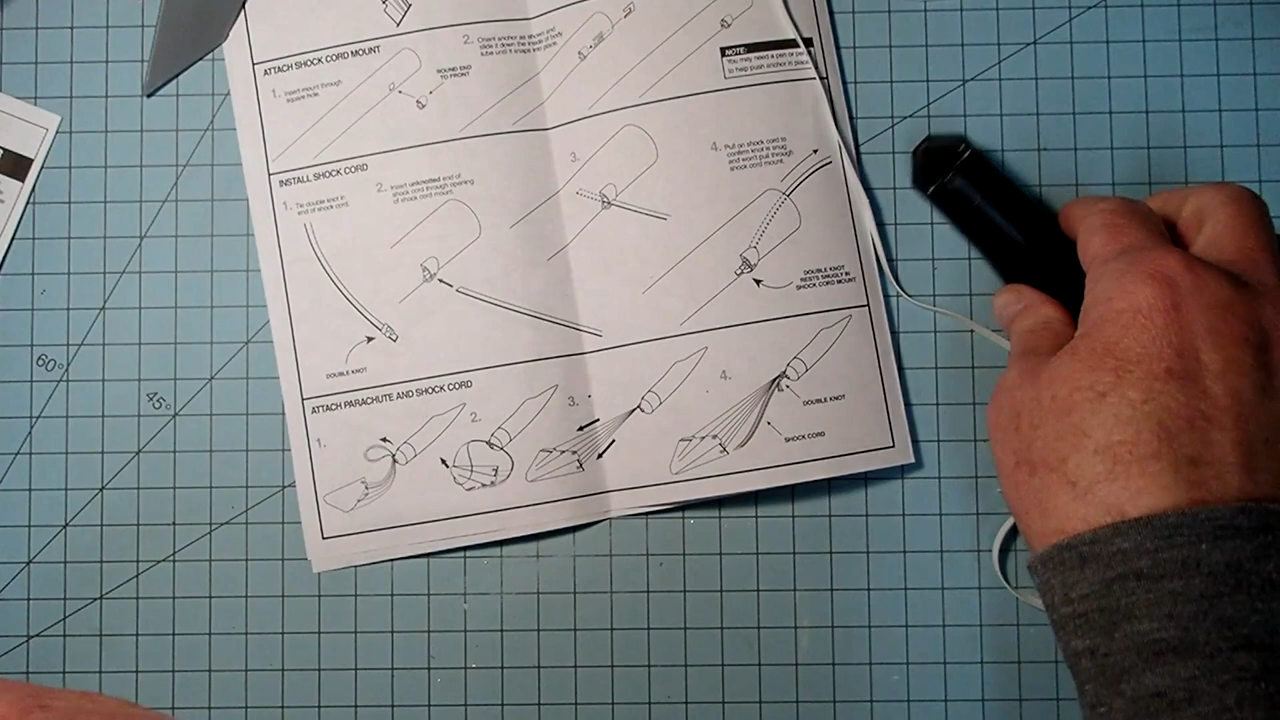 ATTACH SHOCK CORD MOUNT
1. Insert mount through
square hole.
ROUND END
TO FRONT
2. Orient anchor as shown and
slide it down the inside of body
tube until it snaps into place.
NOTE:
You may need a pen or
to help push anchor in place.
INSTALL SHOCK CORD
1. Tie double knot in
end of shock cord.
DOUBLE KNOT
2. Insert unknotted end of
shock cord through opening
of shock cord mount.
3.
4. Pull on shock cord to
confirm knot is snug
and won't pull through
shock cord mount.
DOUBLE KNOT
RESTS SNUGLY IN
SHOCK CORD MOUNT
ATTACH PARACHUTE AND SHOCK CORD
1.
2.
3.
4.
DOUBLE KNOT
SHOCK CORD
60°
45°